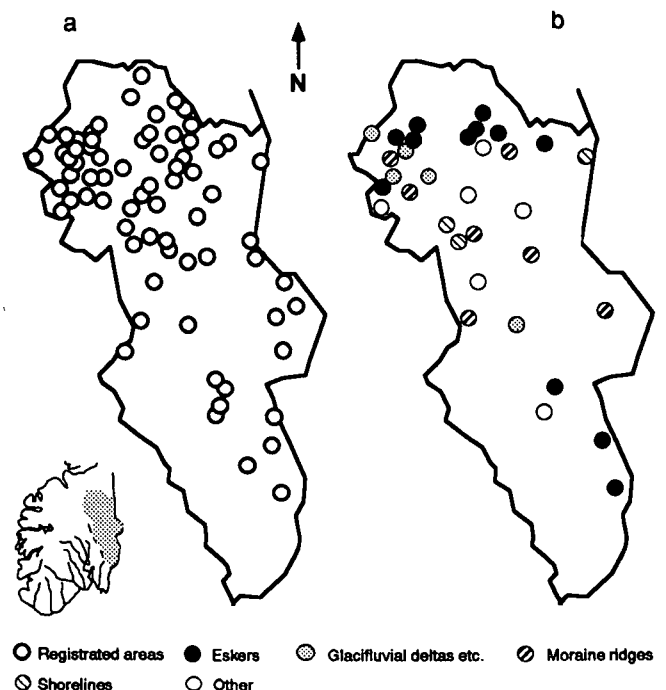 a
b
N
Registrated areas
Eskers
Glacifluvial deltas etc.
Moraine ridges
Shorelines
Other